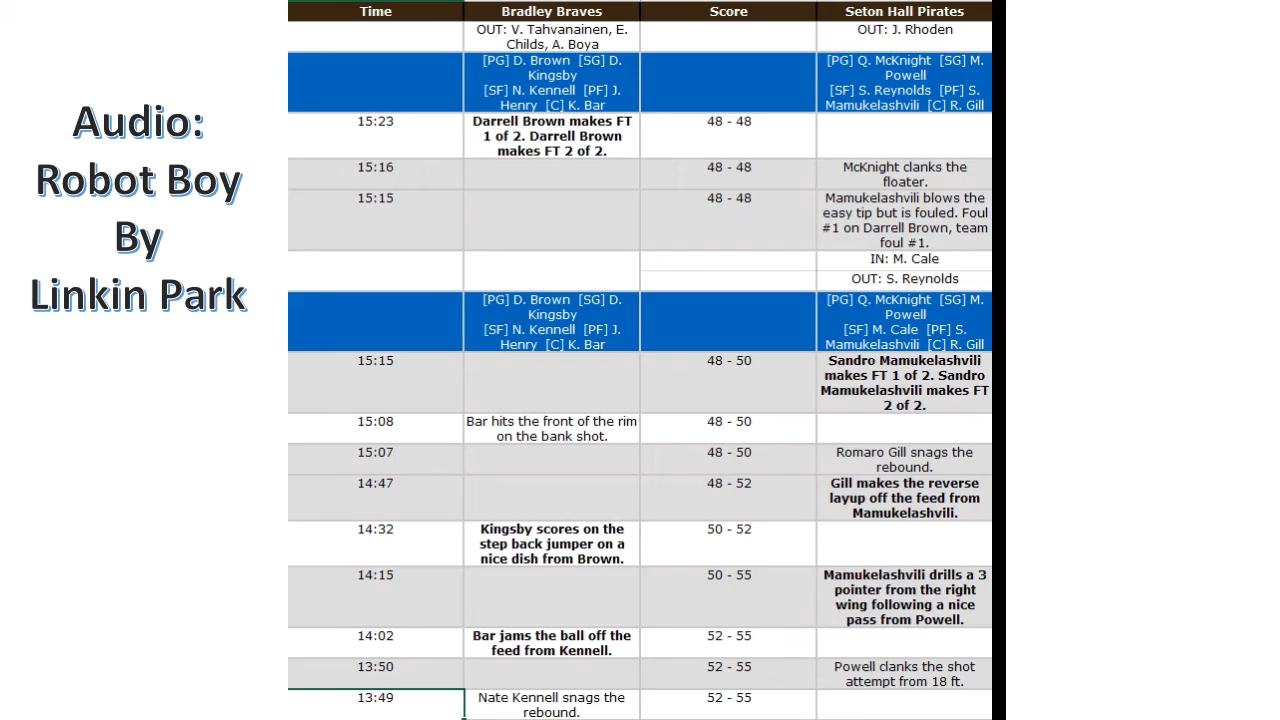 Audio:
Robot Boy
By
Linkin Park
Time Bradley Braves Score Seton Hall Pirates
OUT: V. Tahvanainen, E.
Childs, A. Boya
OUT: J. Rhoden
[PG] D. Brown [SG] D.
Kingsby
[SF] N. Kennell [PF] J.
Henry [C] K. Bar
[PG] Q. McKnight [SG] M.
Powell
[SF] S. Reynolds [PF] S.
Mamukelashvili [C] R. Gill
15:23
Darrell Brown makes FT
1 of 2. Darrell Brown
makes FT 2 of 2.
48 - 48
15:16
48 - 48
McKnight clanks the
floater.
15:15
48 - 48
Mamukelashvili blows the
easy tip but is fouled. Foul
#1 on Darrell Brown, team
foul #1.
IN: M. Cale
OUT: S. Reynolds
[PG] D. Brown [SG] D.
Kingsby
[SF] N. Kennell [PF] J.
Henry [C] K. Bar
[PG] Q. McKnight [SG] M.
Powell
[SF] M. Cale [PF] S.
Mamukelashvili [C] R. Gill
15:15
48 - 50
Sandro Mamukelashvili
makes FT 1 of 2. Sandro
Mamukelashvili makes FT
2 of 2.
15:08
Bar hits the front of the rim
on the bank shot.
48 - 50
15:07
48 - 50
Romaro Gill snags the
rebound.
14:47
48 - 52
Gill makes the reverse
layup off the feed from
Mamukelashvili.
14:32
Kingsby scores on the
step back jumper on a
nice dish from Brown.
50 - 52
14:15
50 - 55
Mamukelashvili drills a 3
pointer from the right
wing following a nice
pass from Powell.
14:02
Bar jams the ball off the
feed from Kennell.
52 - 55
13:50
52 - 55
Powell clanks the shot
attempt from 18 ft.
13:49
Nate Kennell snags the
rebound.
52 - 55